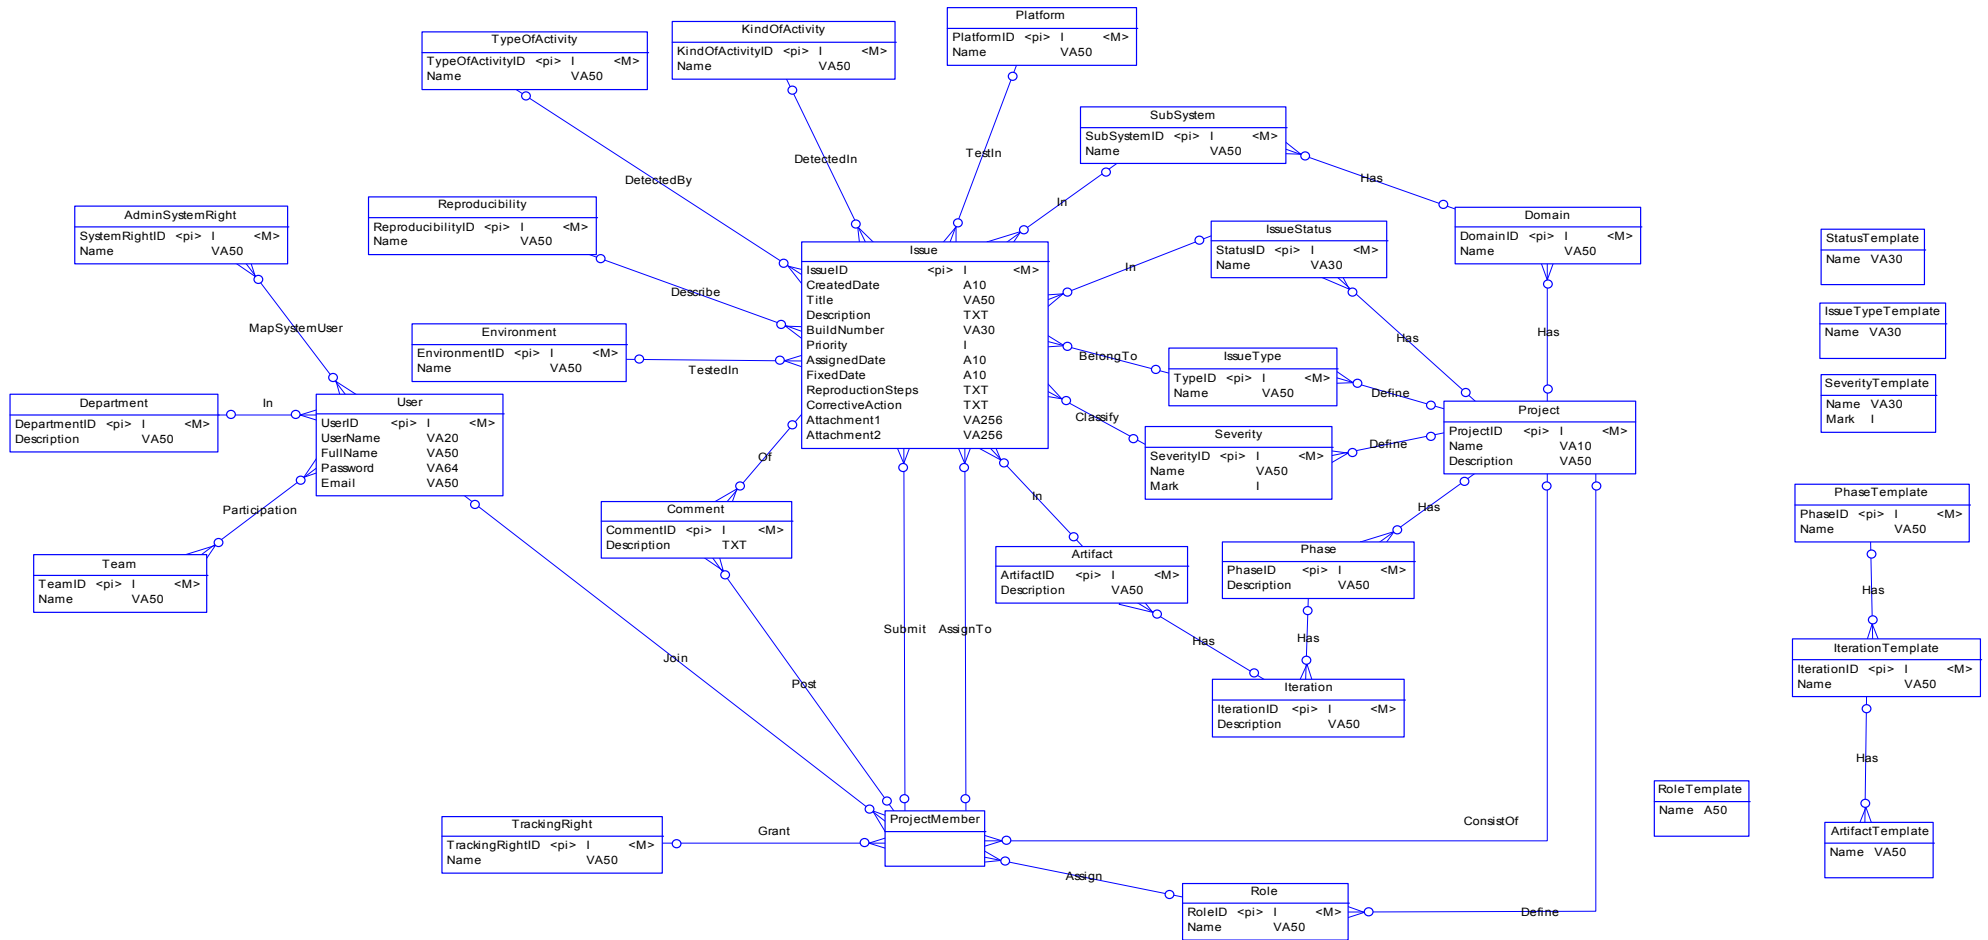 Platform
PlatformID <pi> I <M>
Name VA50
KindOfActivity
KindOfActivityID <pi> I <M>
Name VA50
TypeOfActivity
TypeOfActivityID <pi> I <M>
Name VA50
SubSystem
SubSystemID <pi> I <M>
Name VA50
DetectedIn
TestIn
DetectedBy
Has
In
Reproducibility
ReproducibilityID <pi> I <M>
Name VA50
AdminSystemRight
SystemRightID <pi> I <M>
Name VA50
Domain
DomainID <pi> I <M>
Name VA50
IssueStatus
StatusID <pi> I <M>
Name VA30
StatusTemplate
Name VA30
Issue
IssueID <pi> I <M>
CreatedDate A10
Title VA50
Description TXT
BuildNumber VA30
Priority I
AssignedDate A10
FixedDate A10
ReproductionSteps TXT
CorrectiveAction TXT
Attachment1 VA256
Attachment2 VA256
In
Describe
MapSystemUser
Has
Has
IssueTypeTemplate
Name VA30
Environment
EnvironmentID <pi> I <M>
Name VA50
TestedIn
BelongTo
IssueType
TypeID <pi> I <M>
Name VA50
Define
SeverityTemplate
Name VA30
Mark I
Department
DepartmentID <pi> I <M>
Description VA50
In
User
UserID <pi> I <M>
UserName VA20
FullName VA50
Password VA64
Email VA50
Classify
Project
ProjectID <pi> I <M>
Name VA10
Description VA50
Severity
SeverityID <pi> I <M>
Name VA50
Mark I
Define
Of
In
Has
Participation
Comment
CommentID <pi> I <M>
Description TXT
PhaseTemplate
PhaseID <pi> I <M>
Name VA50
Team
TeamID <pi> I <M>
Name VA50
Artifact
ArtifactID <pi> I <M>
Description VA50
Phase
PhaseID <pi> I <M>
Description VA50
Has
Submit
AssignTo
Has
Has
Join
Post
IterationTemplate
IterationID <pi> I <M>
Name VA50
Iteration
IterationID <pi> I <M>
Description VA50
Has
RoleTemplate
Name A50
TrackingRight
TrackingRightID <pi> I <M>
Name VA50
Grant
ProjectMember
ConsistOf
ArtifactTemplate
Name VA50
Assign
Role
RoleID <pi> I <M>
Name VA50
Define